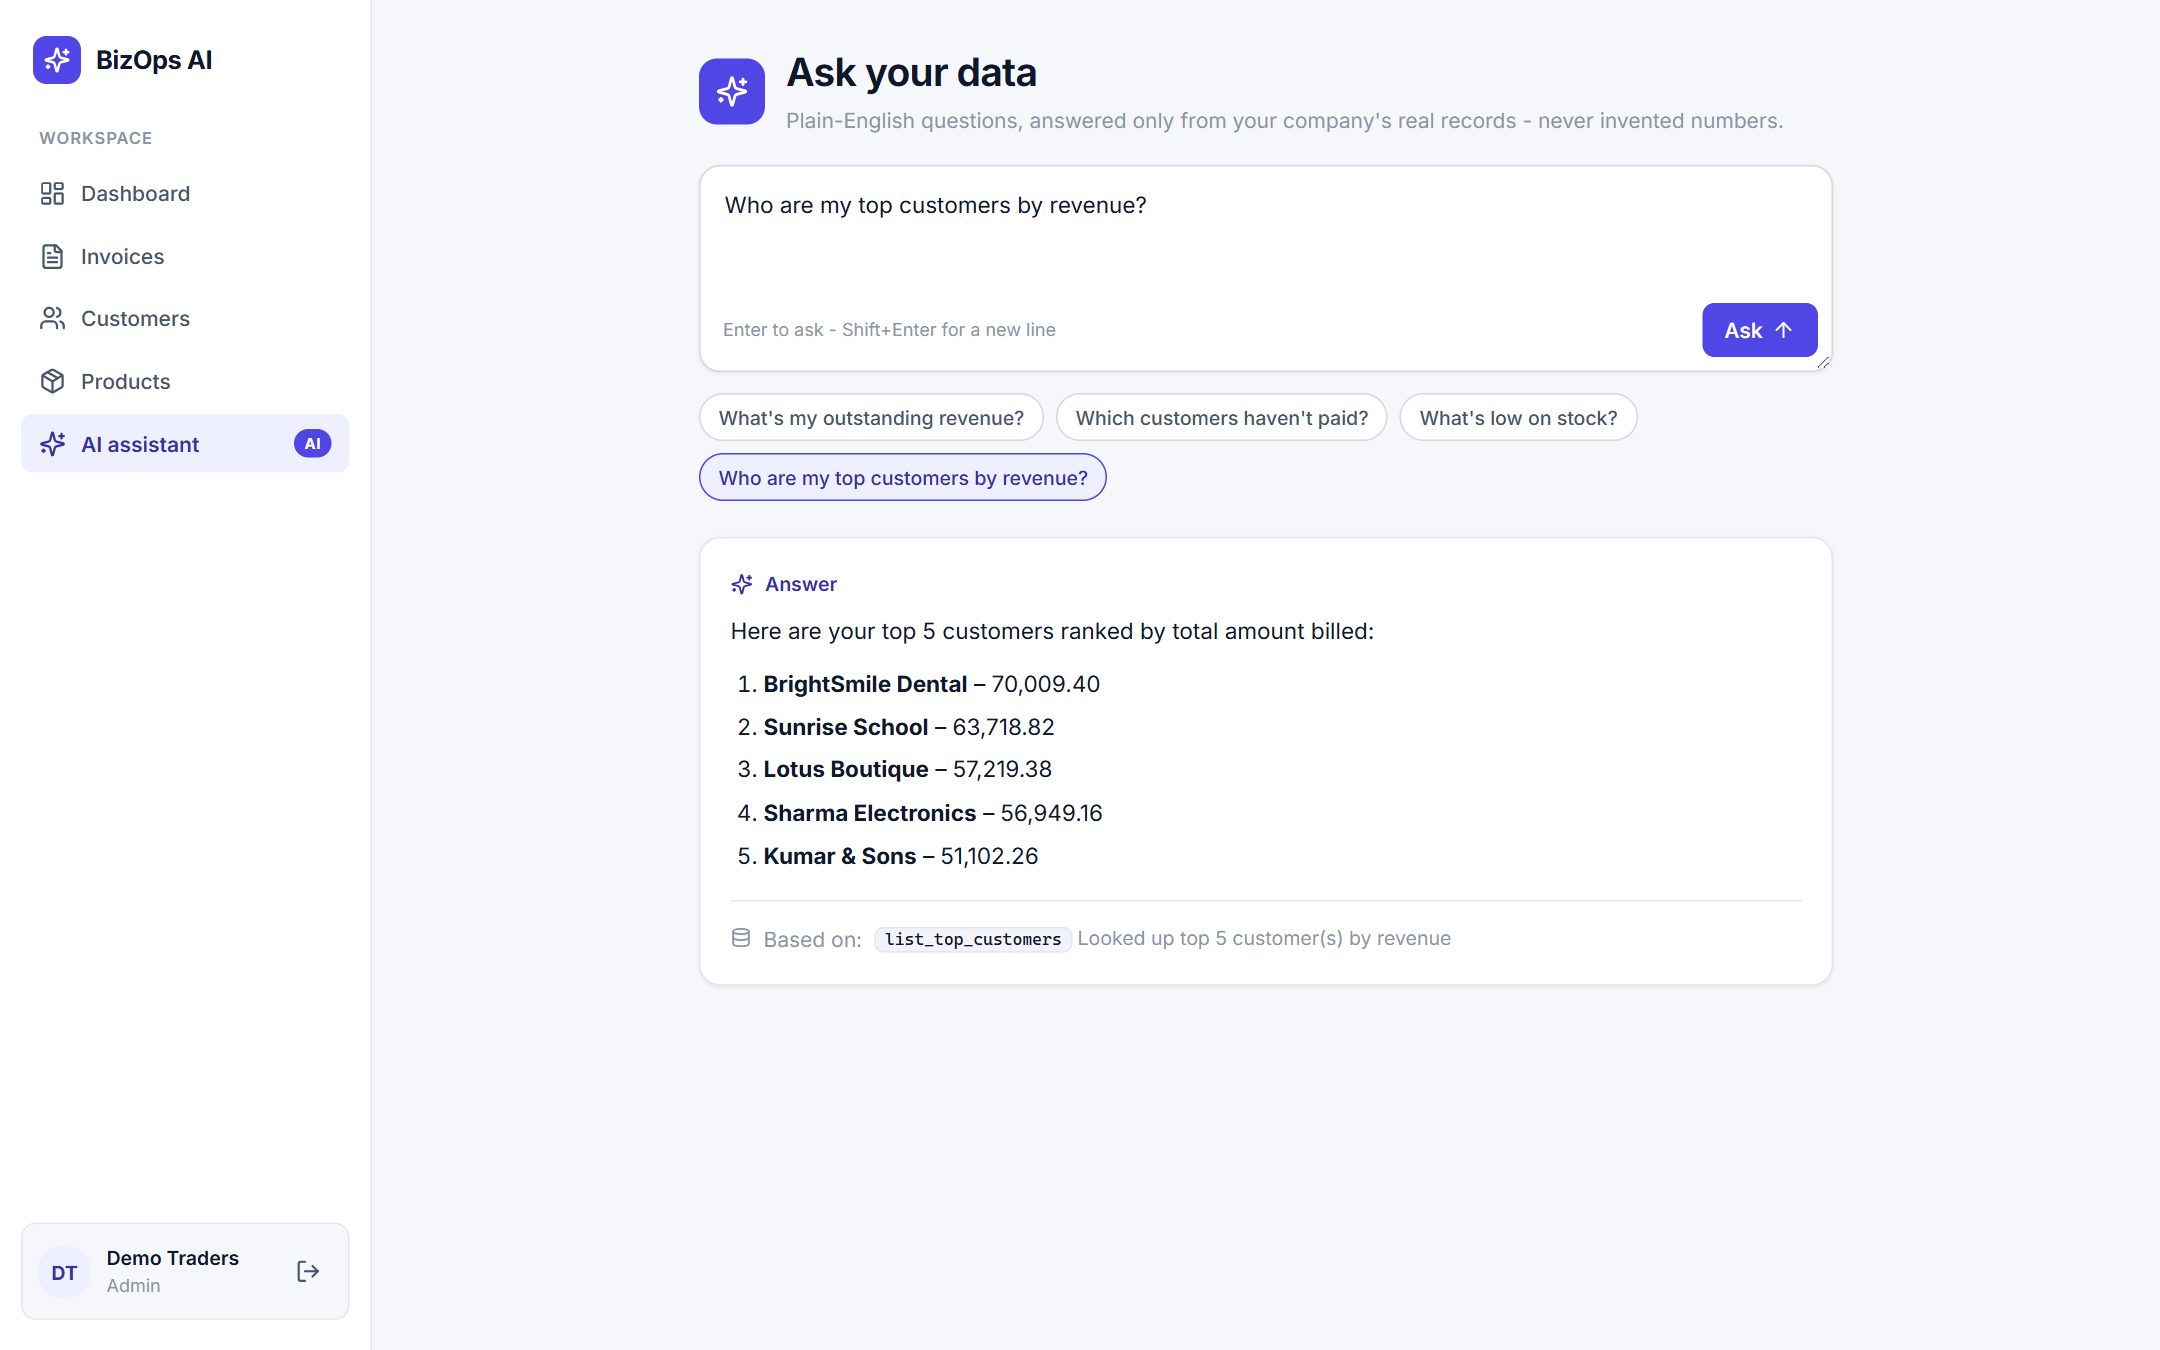 BizOps AI
WORKSPACE
Dashboard
Invoices
Customers
Products
AI assistant AI
Demo Traders
DT
Admin
Ask your data
Plain-English questions, answered only from your company's real records - never invented numbers.
Who are my top customers by revenue?
Enter to ask - Shift+Enter for a new line
Ask ↑
What's my outstanding revenue? Which customers haven't paid? What's low on stock?
Who are my top customers by revenue?
Answer
Here are your top 5 customers ranked by total amount billed:
1. BrightSmile Dental – 70,009.40
2. Sunrise School – 63,718.82
3. Lotus Boutique – 57,219.38
4. Sharma Electronics – 56,949.16
5. Kumar & Sons – 51,102.26
Based on: list_top_customers Looked up top 5 customer(s) by revenue